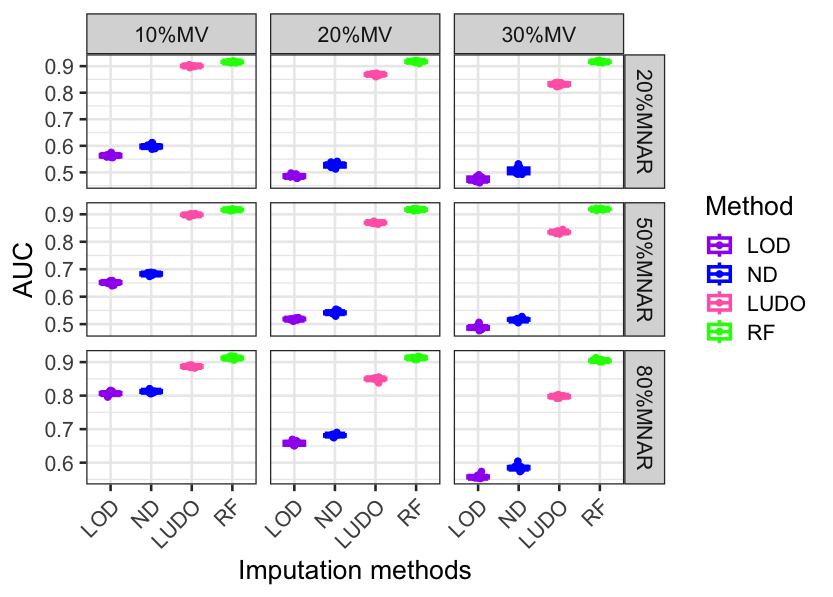 10%MV
20%MV
30%MV
0.9
0.8
0.7
0.6
0.5
20%MNAR
0.9
0.8
0.7
0.6
0.5
50%MNAR
0.9
0.8
0.7
0.6
80%MNAR
AUC
LOD
ND
LUDO
RF
LOD
ND
LUDO
RF
LOD
ND
LUDO
RF
Imputation methods
Method
LOD
ND
LUDO
RF